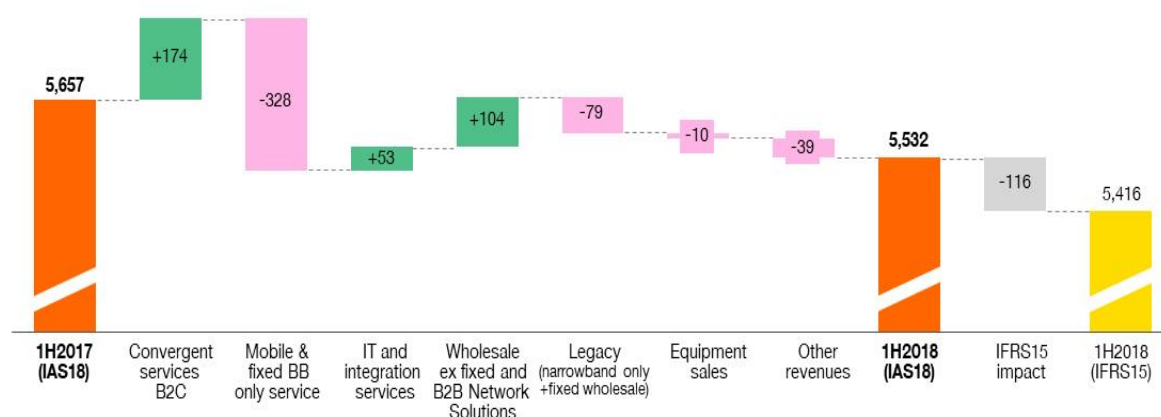 +174
5,657
-328
+104
-79
-10
-39
5,532
+53
-116
5,416
1H2017
(IAS18)
Convergent
services
B2C
Mobile &
fixed BB
only service
IT and
integration
services
Wholesale
ex fixed and
B2B Network
Solutions
Legacy
(narrowband only
+fixed wholesale)
Equipment
sales
Other
revenues
1H2018
(IAS18)
IFRS15
impact
1H2018
(IFRS15)